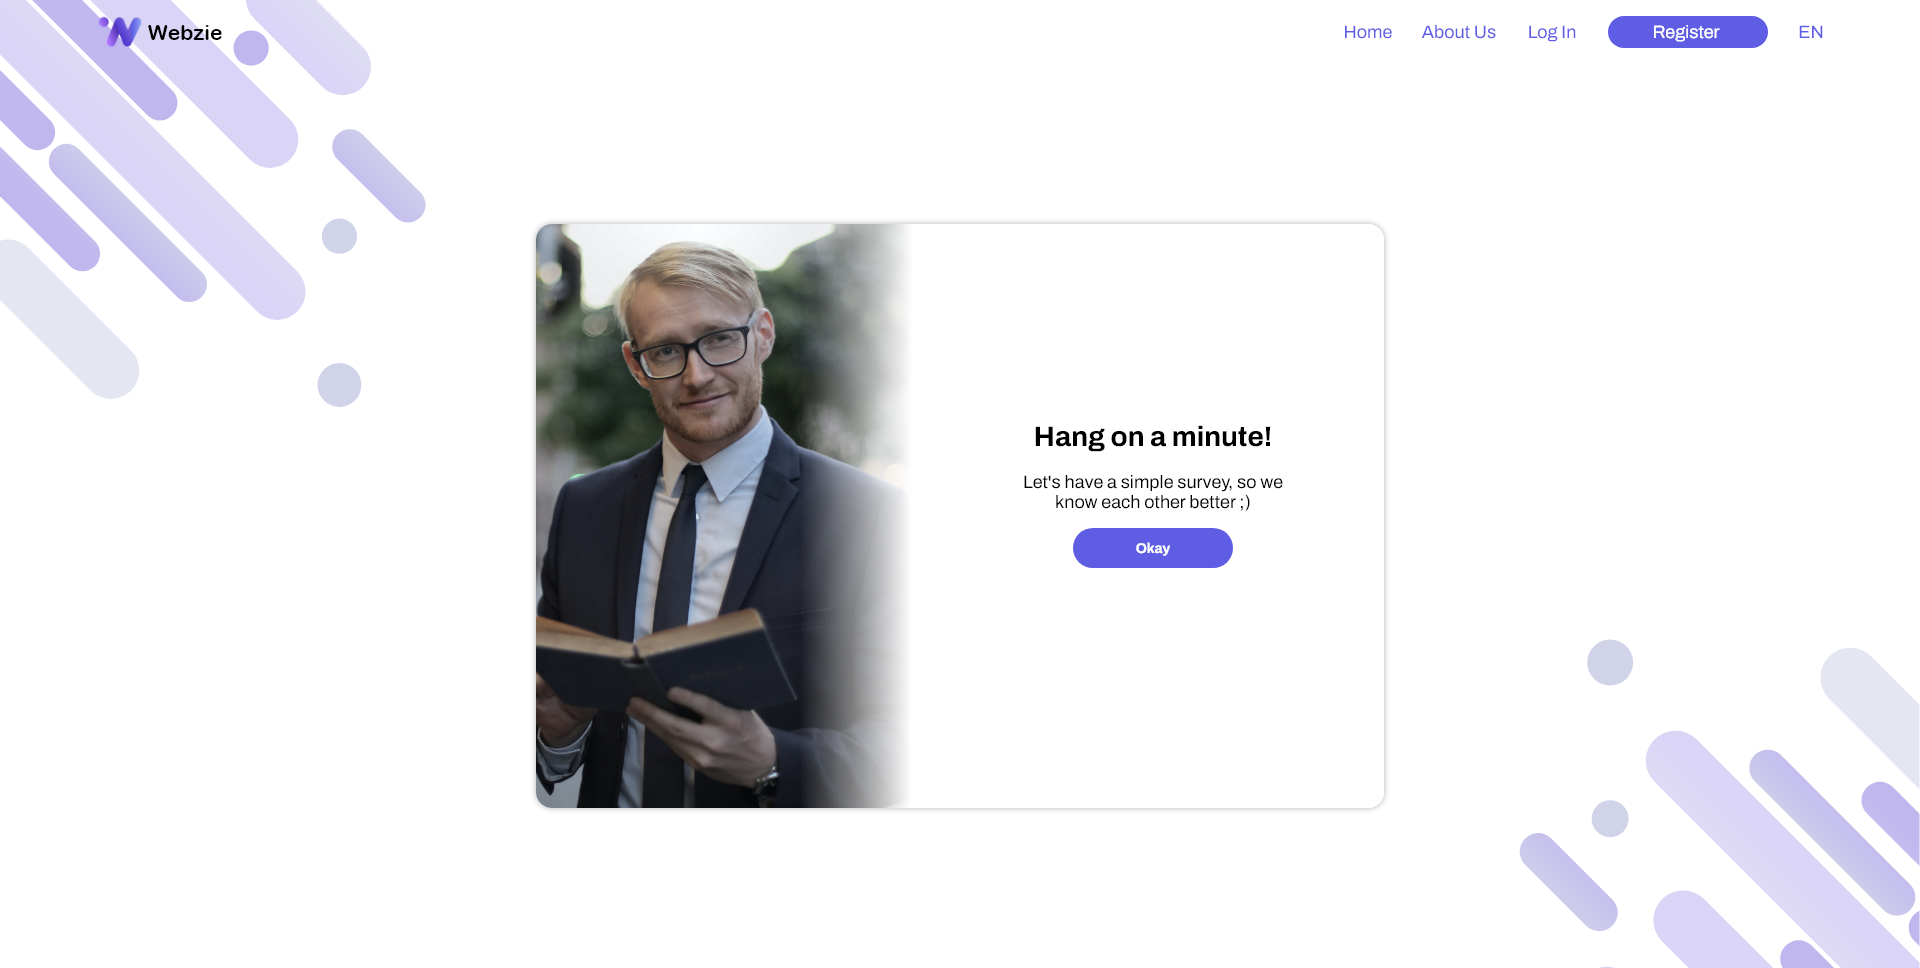 Webzie
Home
About Us
Log In
Register
EN
Hang on a minute!
Let's have a simple survey, so we
know each other better ;)
Okay